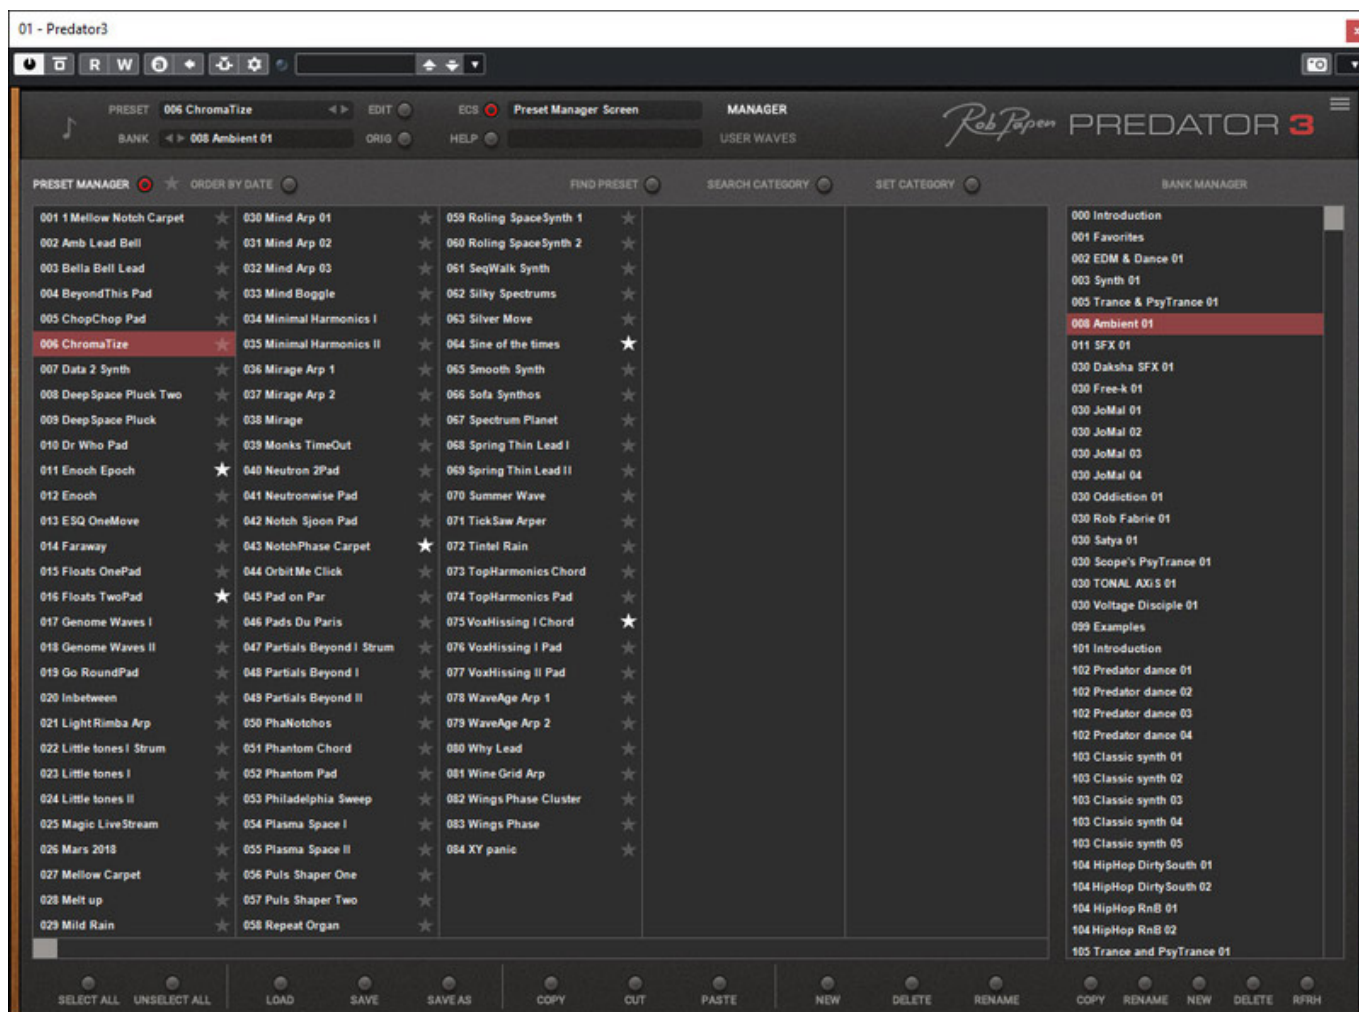 01 - Predator3
R W
PRESET 006 ChromaTize EDIT ECS Preset Manager Screen MANAGER
BANK 008 Ambient 01 ORIG HELP USER WAVES
Rob Papen PREDATOR 3
PRESET MANAGER ORDER BY DATE FIND PRESET SEARCH CATEGORY SET CATEGORY BANK MANAGER
001 1 Mellow Notch Carpet
002 Amb Lead Bell
003 Bella Bell Lead
004 BeyondThis Pad
005 ChopChop Pad
006 ChromaTize
007 Data 2 Synth
008 DeepSpace Pluck Two
009 DeepSpace Pluck
010 Dr Who Pad
011 Enoch Epoch
012 Enoch
013 ESQ OneMove
014 Faraway
015 Floats OnePad
016 Floats TwoPad
017 Genome Waves I
018 Genome Waves II
019 Go RoundPad
020 Inbetween
021 Light Rimba Arp
022 Little tones I Strum
023 Little tones I
024 Little tones II
025 Magic LiveStream
026 Mars 2018
027 Mellow Carpet
028 Melt up
029 Mild Rain
030 Mind Arp 01
031 Mind Arp 02
032 Mind Arp 03
033 Mind Boggle
034 Minimal Harmonics I
035 Minimal Harmonics II
036 Mirage Arp 1
037 Mirage Arp 2
038 Mirage
039 Monks TimeOut
040 Neutron 2Pad
041 Neutronwise Pad
042 Notch Sjoon Pad
043 NotchPhase Carpet
044 Orbit Me Click
045 Pad on Par
046 Pads Du Paris
047 Partials Beyond I Strum
048 Partials Beyond I
049 Partials Beyond II
050 PhaNotchos
051 Phantom Chord
052 Phantom Pad
053 Philadelphia Sweep
054 Plasma Space I
055 Plasma Space II
056 Puls Shaper One
057 Puls Shaper Two
058 Repeat Organ
059 Roling SpaceSynth 1
060 Roling SpaceSynth 2
061 SeqWalk Synth
062 Silky Spectrums
063 Silver Move
064 Sine of the times
065 Smooth Synth
066 Sofa Synthos
067 Spectrum Planet
068 Spring Thin Lead I
069 Spring Thin Lead II
070 Summer Wave
071 TickSaw Arper
072 Tintel Rain
073 TopHarmonics Chord
074 TopHarmonics Pad
075 VoxHissing I Chord
076 VoxHissing I Pad
077 VoxHissing II Pad
078 WaveAge Arp 1
079 WaveAge Arp 2
080 Why Lead
081 Wine Grid Arp
082 Wings Phase Cluster
083 Wings Phase
084 XY panic
000 Introduction
001 Favorites
002 EDM & Dance 01
003 Synth 01
005 Trance & PsyTrance 01
008 Ambient 01
011 SFX 01
030 Daksha SFX 01
030 Free-k 01
030 JoMal 01
030 JoMal 02
030 JoMal 03
030 JoMal 04
030 Oddiction 01
030 Rob Fabrie 01
030 Satya 01
030 Scope's PsyTrance 01
030 TONAL AXiS 01
030 Voltage Disciple 01
099 Examples
101 Introduction
102 Predator dance 01
102 Predator dance 02
102 Predator dance 03
102 Predator dance 04
103 Classic synth 01
103 Classic synth 02
103 Classic synth 03
103 Classic synth 04
103 Classic synth 05
104 HipHop DirtySouth 01
104 HipHop DirtySouth 02
104 HipHop RnB 01
104 HipHop RnB 02
105 Trance and PsyTrance 01
SELECT ALL UNSELECT ALL LOAD SAVE SAVE AS COPY CUT PASTE NEW DELETE RENAME COPY RENAME NEW DELETE RFRH